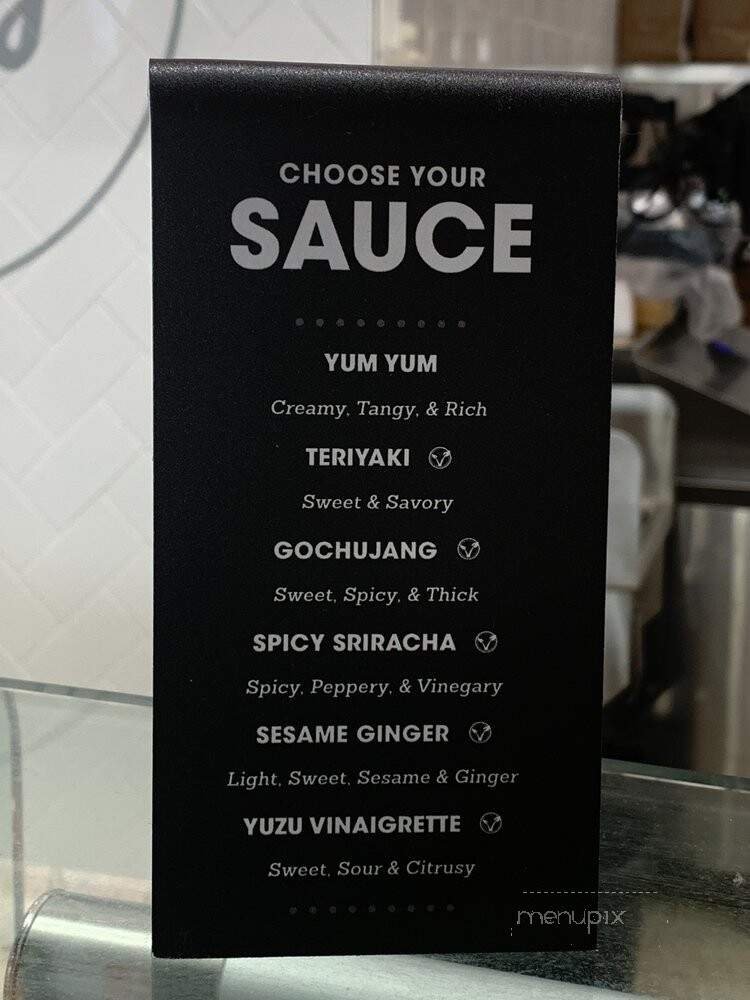 CHOOSE YOUR
SAUCE
YUM YUM
Creamy, Tangy, & Rich
TERIYAKI
Sweet & Savory
GOCHUJANG
Sweet, Spicy, & Thick
SPICY SRIRACHA
Spicy, Peppery, & Vinegary
SESAME GINGER
Light, Sweet, Sesame & Ginger
YUZU VINAIGRETTE
Sweet, Sour & Citrusy
menupix